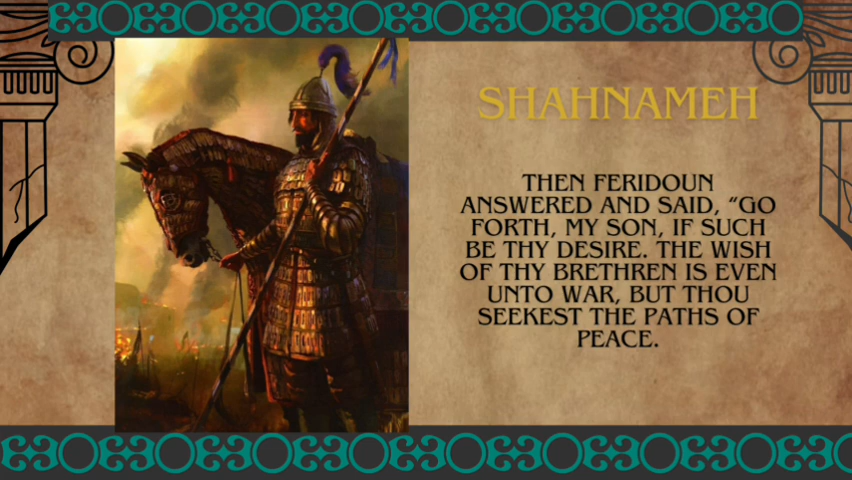 SHAHNAMEH
THEN FERIDOUN
ANSWERED AND SAID, “GO
FORTH, MY SON, IF SUCH
BE THY DESIRE. THE WISH
OF THY BRETHREN IS EVEN
UNTO WAR, BUT THOU
SEEKEST THE PATHS OF
PEACE.